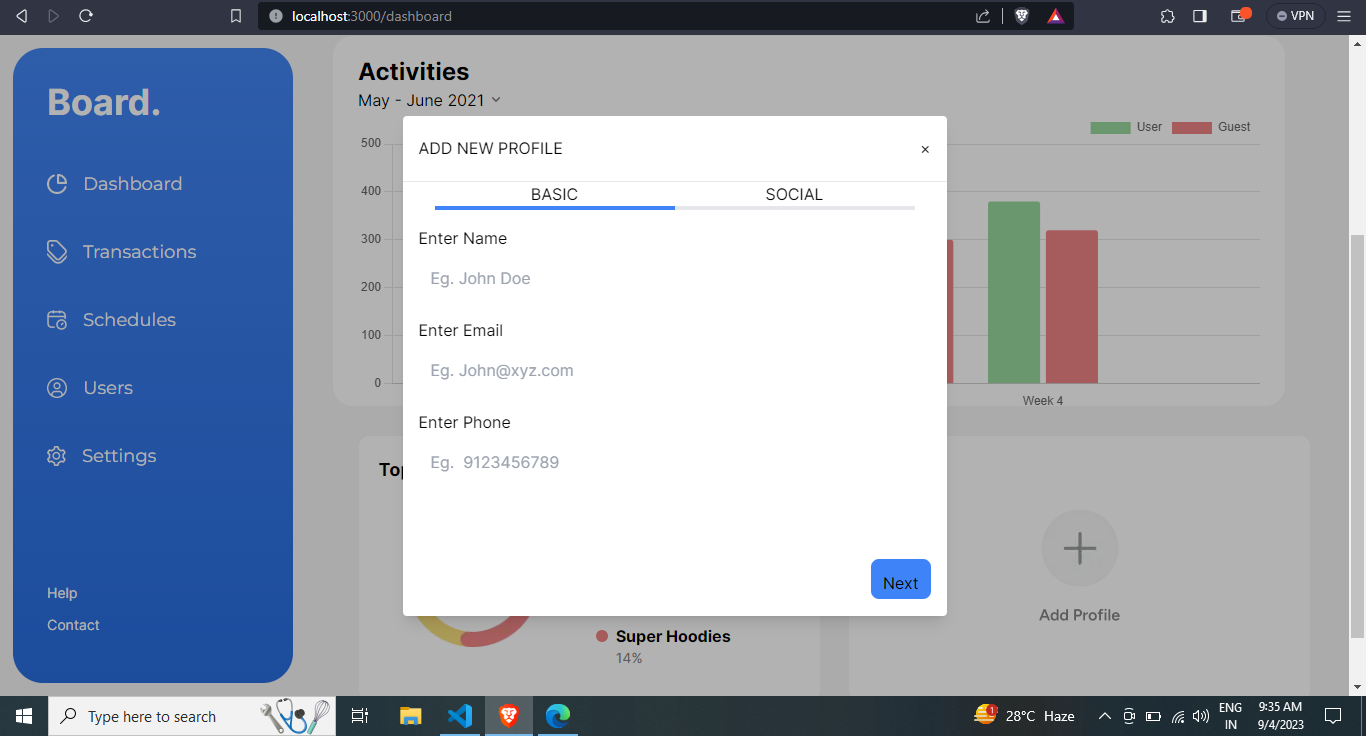 localhost:3000/dashboard
VPN
Board.
Dashboard
Transactions
Schedules
Users
Settings
Help
Contact
Activities
May - June 2021
User
Guest
500
400
300
200
100
0
Week 4
ADD NEW PROFILE
×
BASIC
SOCIAL
Enter Name
Eg. John Doe
Enter Email
Eg. John@xyz.com
Enter Phone
Eg. 9123456789
Next
Top
Super Hoodies
14%
Add Profile
Type here to search
1
28°C Haze
ENG
IN
9:35 AM
9/4/2023